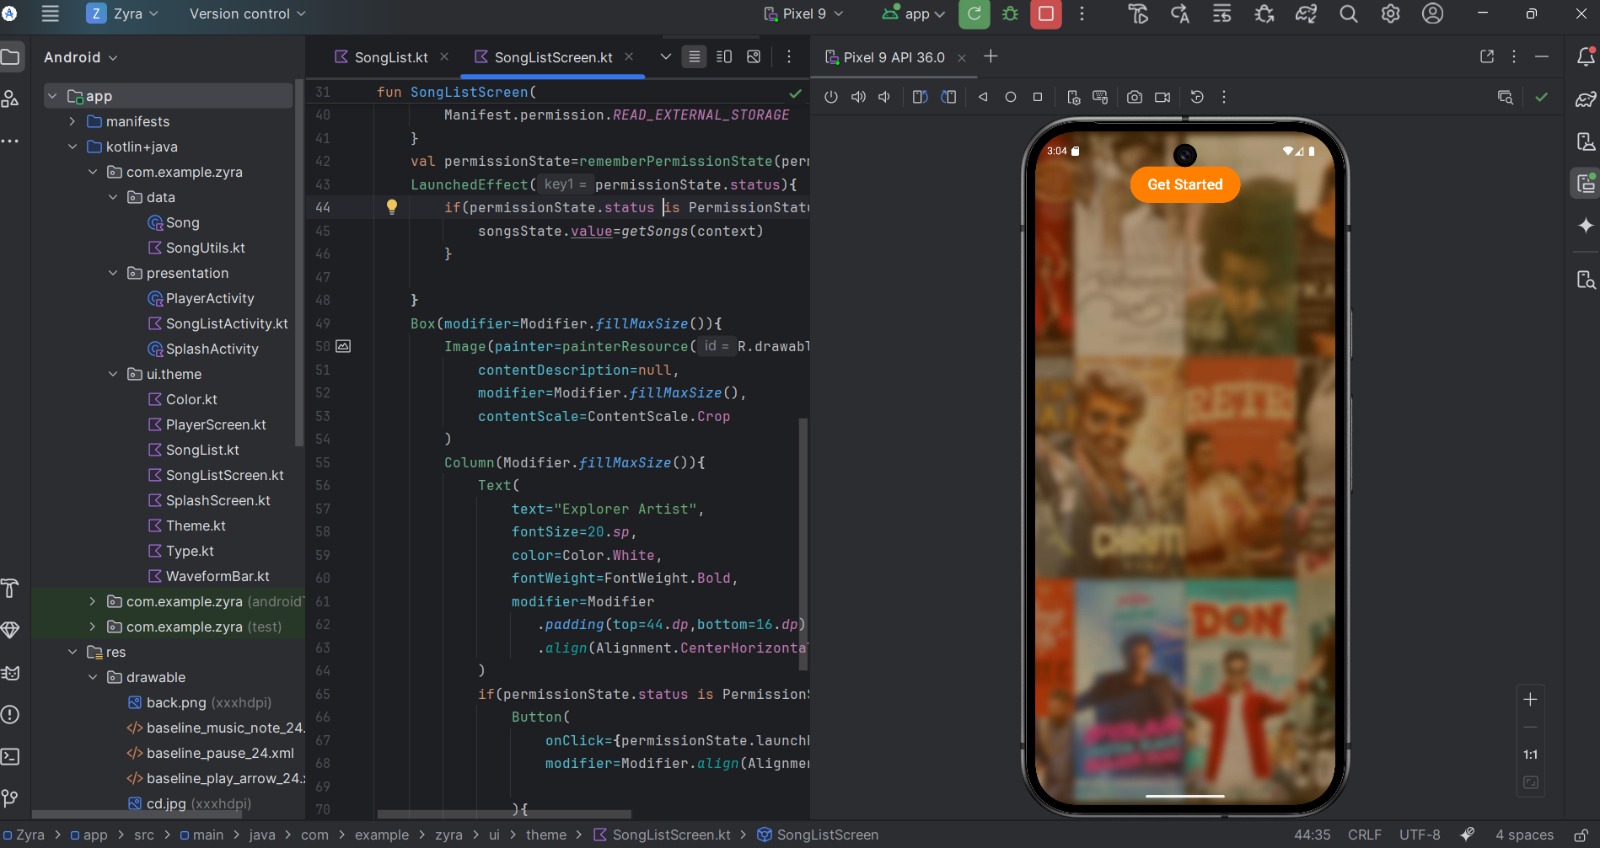 Z Zyra Version control Pixel 9 app
Android
app
manifests
kotlin+java
com.example.zyra
data
Song
SongUtils.kt
presentation
PlayerActivity
SongListActivity.kt
SplashActivity
ui.theme
Color.kt
PlayerScreen.kt
SongList.kt
SongListScreen.kt
SplashScreen.kt
Theme.kt
Type.kt
WaveformBar.kt
com.example.zyra (android
com.example.zyra (test)
res
drawable
back.png (xxxhdpi)
baseline_music_note_24.
baseline_pause_24.xml
baseline_play_arrow_24.
cd.jpg (xxxhdpi)
SongList.kt SongListScreen.kt
31 fun SongListScreen(
40 Manifest.permission.READ_EXTERNAL_STORAGE
41 }
42 val permissionState=rememberPermissionState(perm
43 LaunchedEffect( key1 = permissionState.status){
44 if(permissionState.status is PermissionStatu
45 songsState.value=getSongs(context)
46 }
47
48 }
49 Box(modifier=Modifier.fillMaxSize()){
50 Image(painter=painterResource( id = R.drawabl
51 contentDescription=null,
52 modifier=Modifier.fillMaxSize(),
53 contentScale=ContentScale.Crop
54 )
55 Column(Modifier.fillMaxSize()){
56 Text(
57 text="Explorer Artist",
58 fontSize=20.sp,
59 color=Color.White,
60 fontWeight=FontWeight.Bold,
61 modifier=Modifier
62 .padding(top=44.dp,bottom=16.dp)
63 .align(Alignment.CenterHorizonta
64 )
65 if(permissionState.status is PermissionS
66 Button(
67 onClick={permissionState.launchP
68 modifier=Modifier.align(Alignmen
69
70 ){
Pixel 9 API 36.0
3:04
Get Started
RETRO
DON
1:1
Zyra > app > src > main > java > com > example > zyra > ui > theme > SongListScreen.kt > SongListScreen
44:35 CRLF UTF-8 4 spaces